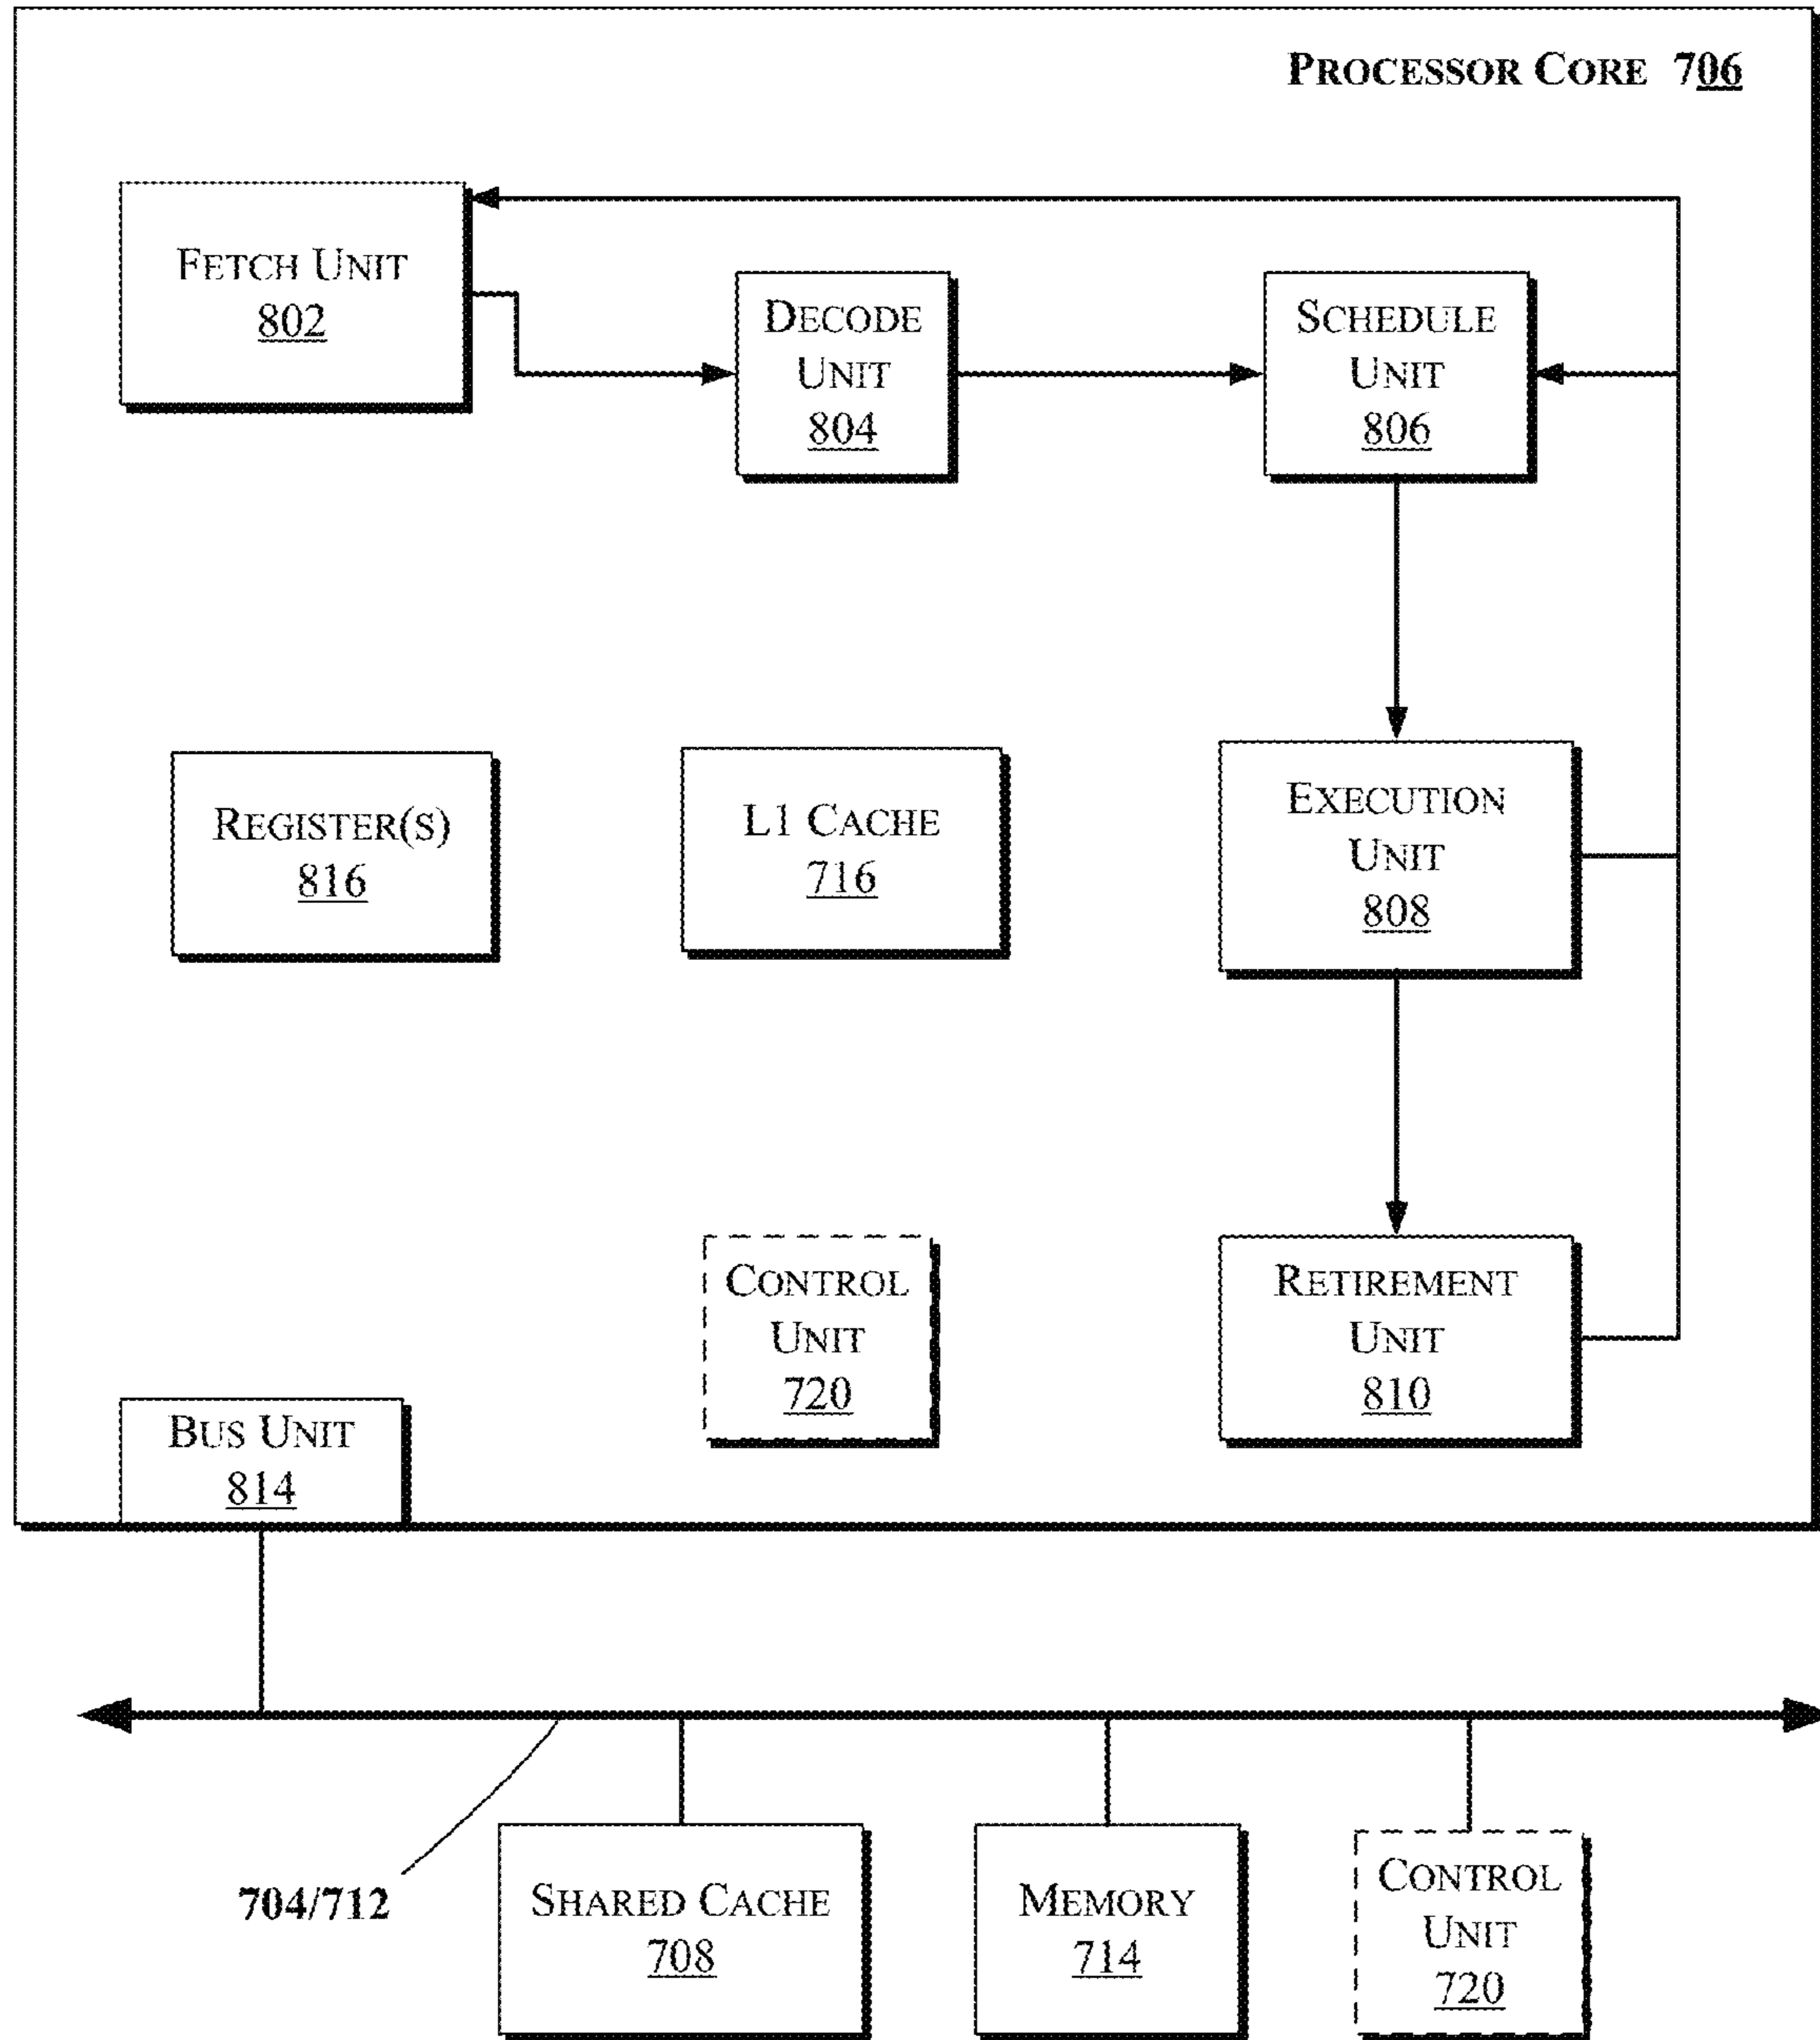 PROCESSOR CORE 706
FETCH UNIT
802
DECODE
UNIT
804
SCHEDULE
UNIT
806
REGISTER(S)
816
L1 CACHE
716
EXECUTION
UNIT
808
CONTROL
UNIT
720
RETIREMENT
UNIT
810
BUS UNIT
814
704/712
SHARED CACHE
708
MEMORY
714
CONTROL
UNIT
720